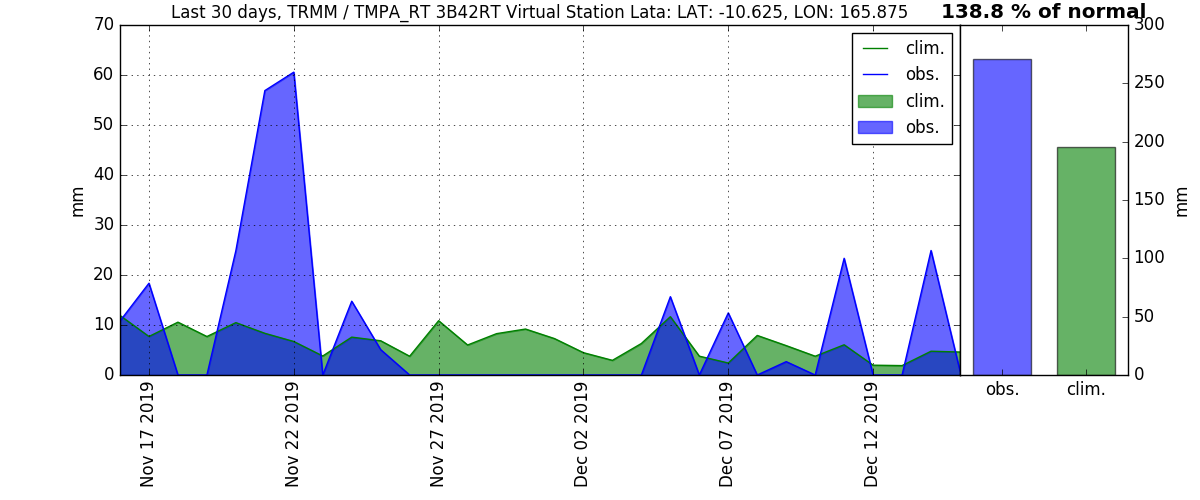 Last 30 days, TRMM / TMPA_RT 3B42RT Virtual Station Lata: LAT: -10.625, LON: 165.875
138.8 % of normal
70
60
50
40
30
20
10
0
mm
clim.
obs.
clim.
obs.
300
250
200
150
100
50
0
mm
obs.
clim.
Nov 17 2019
Nov 22 2019
Nov 27 2019
Dec 02 2019
Dec 07 2019
Dec 12 2019